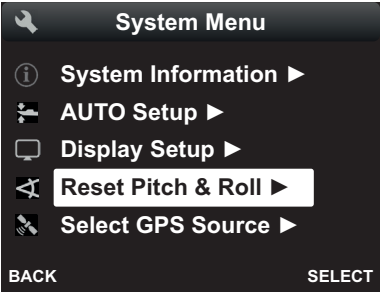 System Menu
System Information ►
AUTO Setup ►
Display Setup ►
Reset Pitch & Roll ►
Select GPS Source ►
BACK SELECT